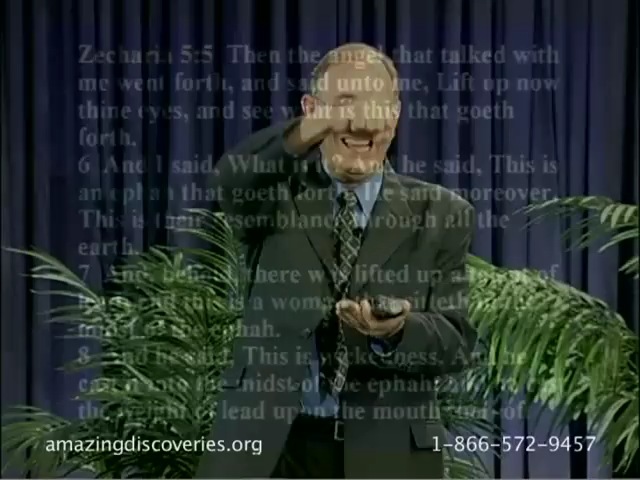 Zecharia 5:5 Then the angel that talked with
me went forth, and said unto me, Lift up now
thine eyes, and see what is this that goeth
forth.
6 And I said, What is he said, This is
an ephah that goeth forth. He said moreover,
This is their resemblance through all the
earth.
7 And, behold, there was lifted up a of
and this is a woman that sitteth in the
midst of the ephah.
8 And he said, This is wickedness. And he
cast it into the midst of the ephah; and he cast
the weight of lead upon the mouth of
amazingdiscoveries.org 1-866-572-9457